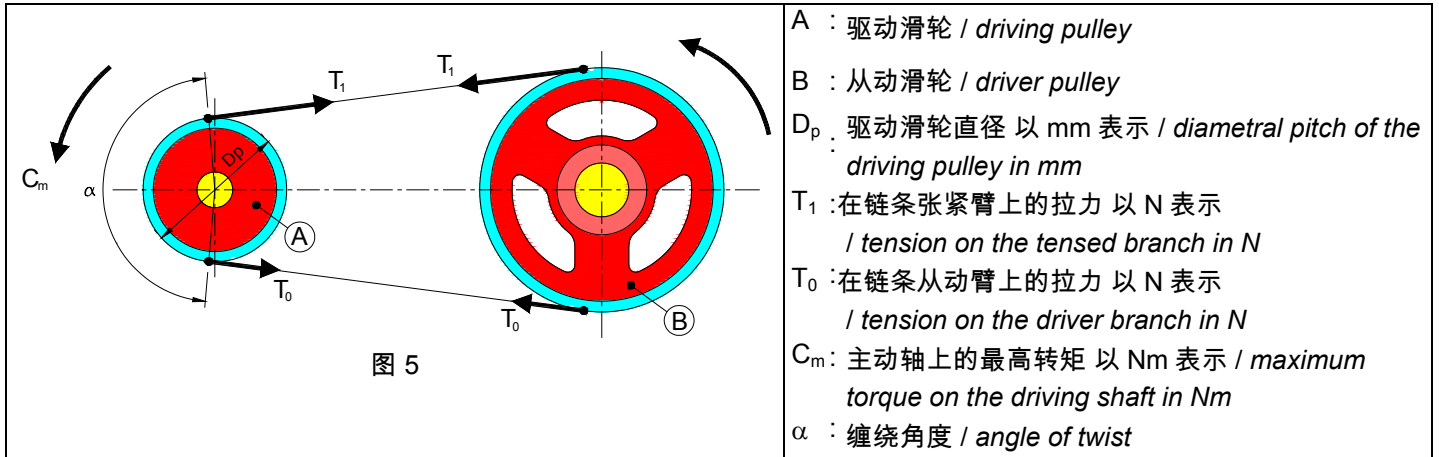 T₁
T₁
Cₘ
α
Dp
A
T₀
T₀
B
图 5
A : 驱动滑轮 / driving pulley
B : 从动滑轮 / driver pulley
Dₚ : 驱动滑轮直径 以 mm 表示 / diametral pitch of the
driving pulley in mm
T₁ :在链条张紧臂上的拉力 以 N 表示
/ tension on the tensed branch in N
T₀ :在链条从动臂上的拉力 以 N 表示
/ tension on the driver branch in N
Cₘ : 主动轴上的最高转矩 以 Nm 表示 / maximum
torque on the driving shaft in Nm
α : 缠绕角度 / angle of twist